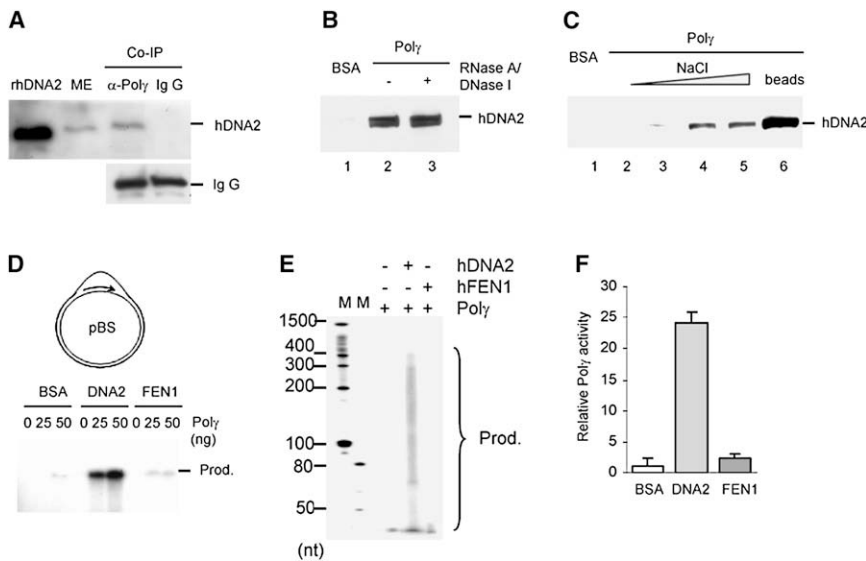 A
Co-IP
rhDNA2 ME α-Polγ Ig G
hDNA2
Ig G
B
Polγ
BSA
- + RNase A/
DNase I
hDNA2
1 2 3
C
Polγ
BSA
NaCl
beads
hDNA2
1 2 3 4 5 6
D
pBS
BSA DNA2 FEN1
0 25 50 0 25 50 0 25 50 Polγ
(ng)
Prod.
E
- + - hDNA2
- - + hFEN1
M M + + + Polγ
1500
400
300
200
100
80
50
(nt)
Prod.
F
Relative Polγ activity
30
25
20
15
10
5
0
BSA DNA2 FEN1